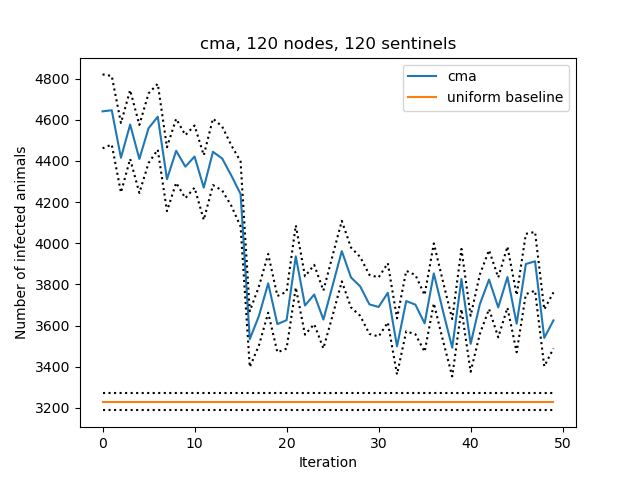 cma, 120 nodes, 120 sentinels
4800
4600
4400
4200
4000
3800
3600
3400
3200
Number of infected animals
cma
uniform baseline
0 10 20 30 40 50
Iteration